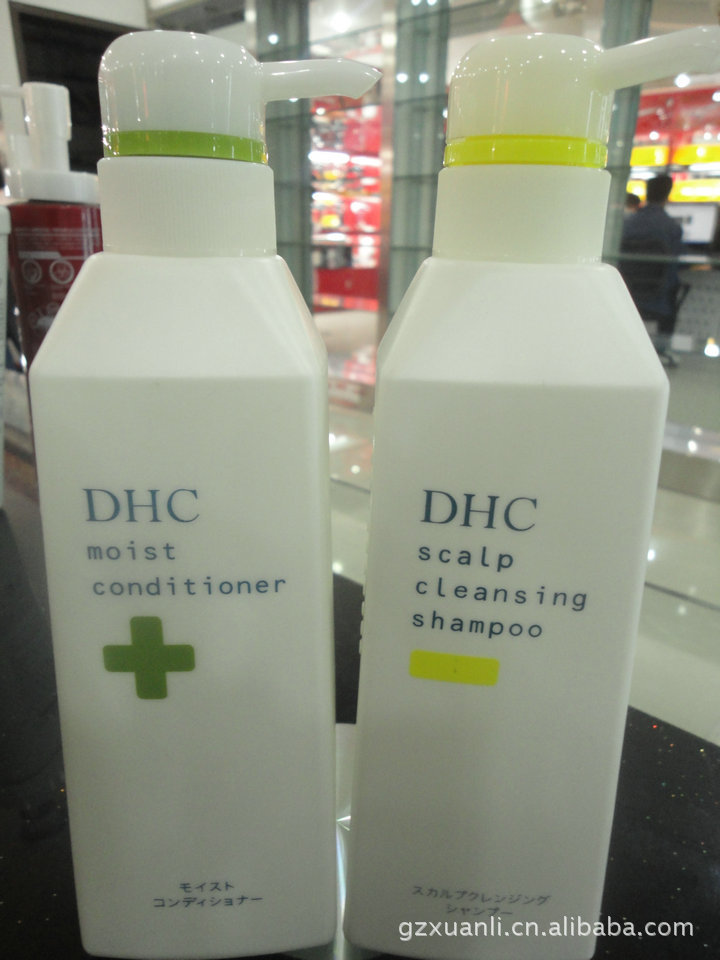 DHC
moist
conditioner
モイスト
コンディショナー
DHC
scalp
cleansing
shampoo
スカルプクレンジング
シャンプー
gzxuanli.cn.alibaba.com